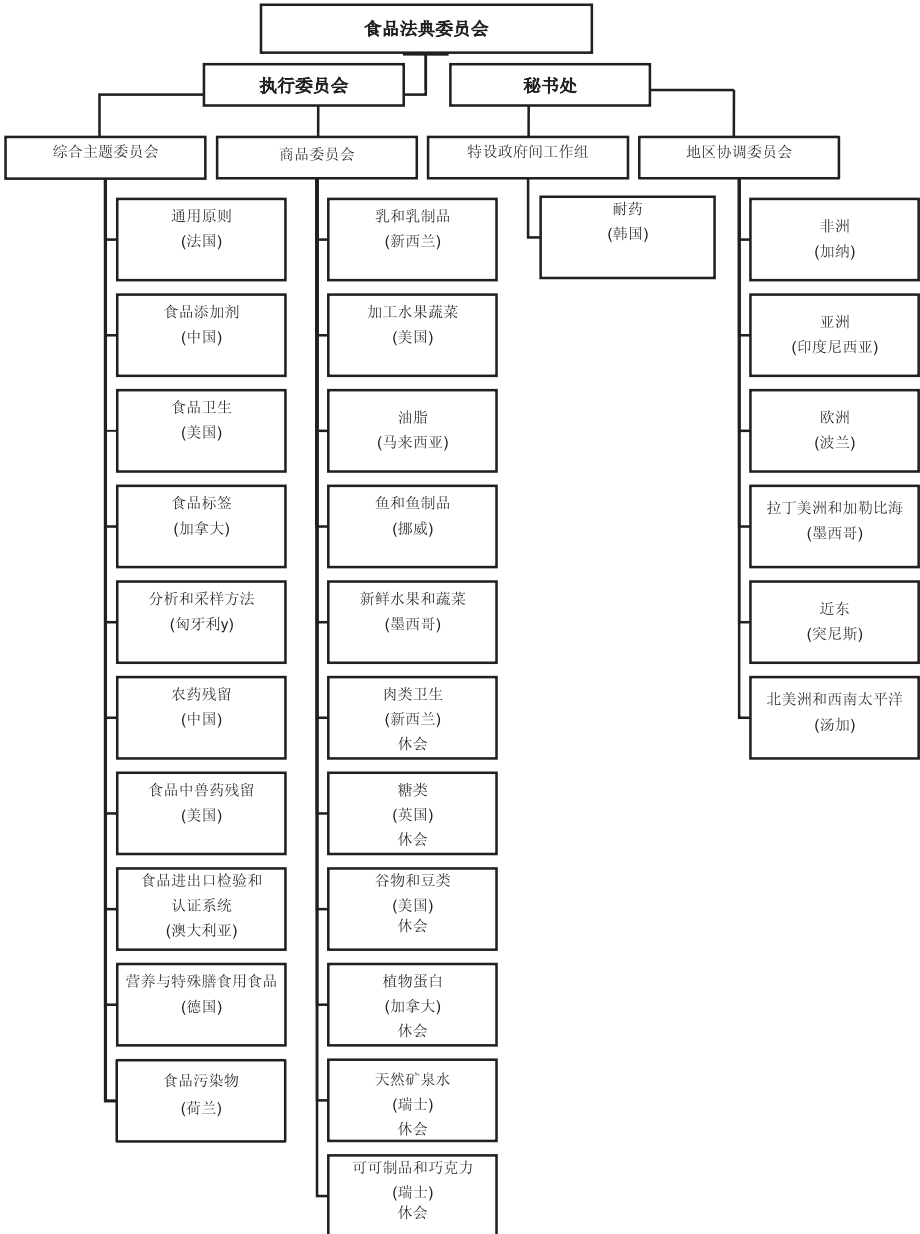 食品法典委员会
执行委员会
秘书处
综合主题委员会
商品委员会
特设政府间工作组
地区协调委员会
通用原则
(法国)
食品添加剂
(中国)
食品卫生
(美国)
食品标签
(加拿大)
分析和采样方法
(匈牙利y)
农药残留
(中国)
食品中兽药残留
(美国)
食品进出口检验和
认证系统
(澳大利亚)
营养与特殊膳食用食品
(德国)
食品污染物
(荷兰)
乳和乳制品
(新西兰)
加工水果蔬菜
(美国)
油脂
(马来西亚)
鱼和鱼制品
(挪威)
新鲜水果和蔬菜
(墨西哥)
肉类卫生
(新西兰)
休会
糖类
(英国)
休会
谷物和豆类
(美国)
休会
植物蛋白
(加拿大)
休会
天然矿泉水
(瑞士)
休会
可可制品和巧克力
(瑞士)
休会
耐药
(韩国)
非洲
(加纳)
亚洲
(印度尼西亚)
欧洲
(波兰)
拉丁美洲和加勒比海
(墨西哥)
近东
(突尼斯)
北美洲和西南太平洋
(汤加)